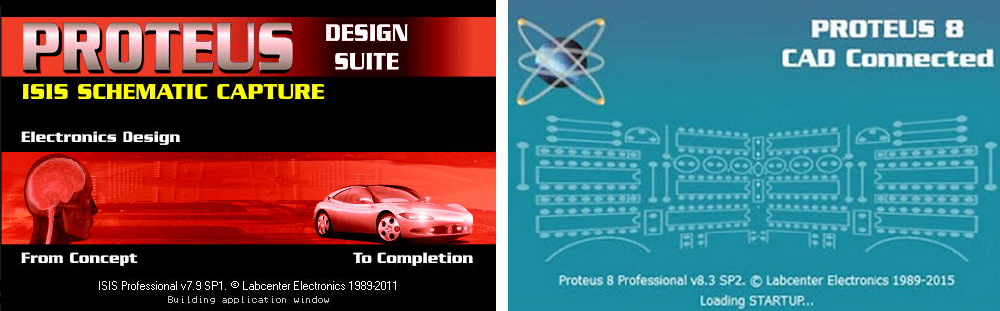 PROTEUS
DESIGN
SUITE
ISIS SCHEMATIC CAPTURE
Electronics Design
From Concept
To Completion
ISIS Professional v7.9 SP1. © Labcenter Electronics 1989-2011
Building application window
PROTEUS 8
CAD Connected
Proteus 8 Professional v8.3 SP2. © Labcenter Electronics 1989-2015
Loading STARTUP...